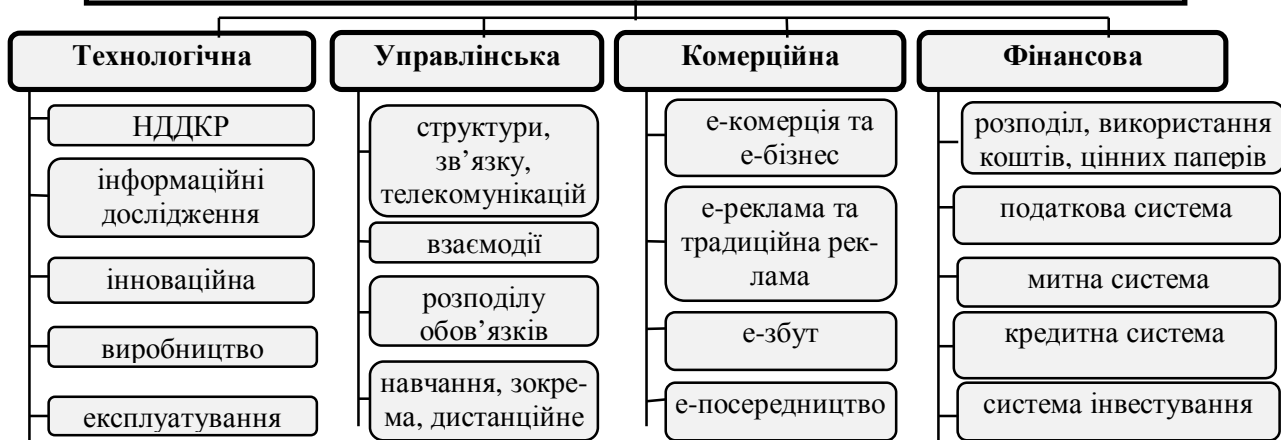 Технологічна
НДДКР
інформаційні
дослідження
інноваційна
виробництво
експлуатування
Управлінська
структури,
зв’язку,
телекомунікацій
взаємодії
розподілу
обов’язків
навчання, зокре-
ма, дистанційне
Комерційна
е-комерція та
е-бізнес
е-реклама та
традиційна рек-
лама
е-збут
е-посередництво
Фінансова
розподіл, використання
коштів, цінних паперів
податкова система
митна система
кредитна система
система інвестування